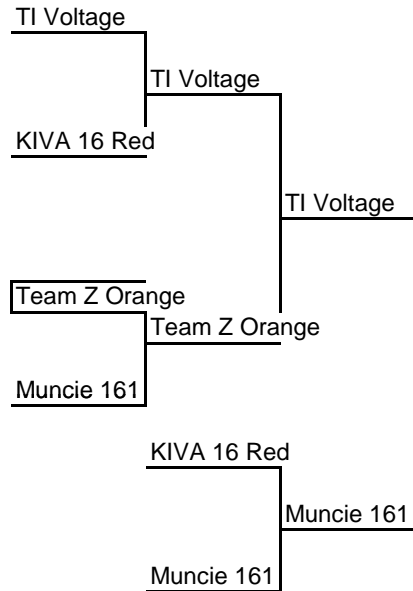 TI Voltage
TI Voltage
KIVA 16 Red
TI Voltage
Team Z Orange
Team Z Orange
Muncie 161
KIVA 16 Red
Muncie 161
Muncie 161